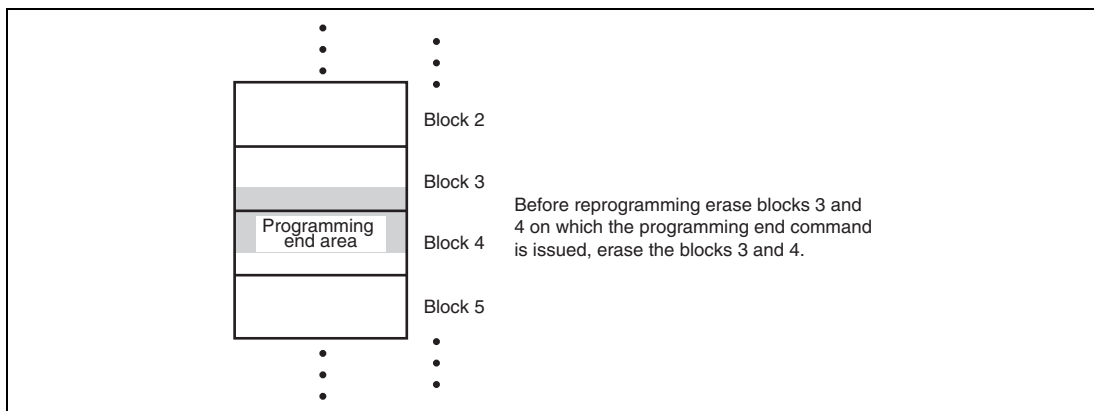 Block 2
Block 3
Programming
end area
Block 4
Block 5
Before reprogramming erase blocks 3 and
4 on which the programming end command
is issued, erase the blocks 3 and 4.